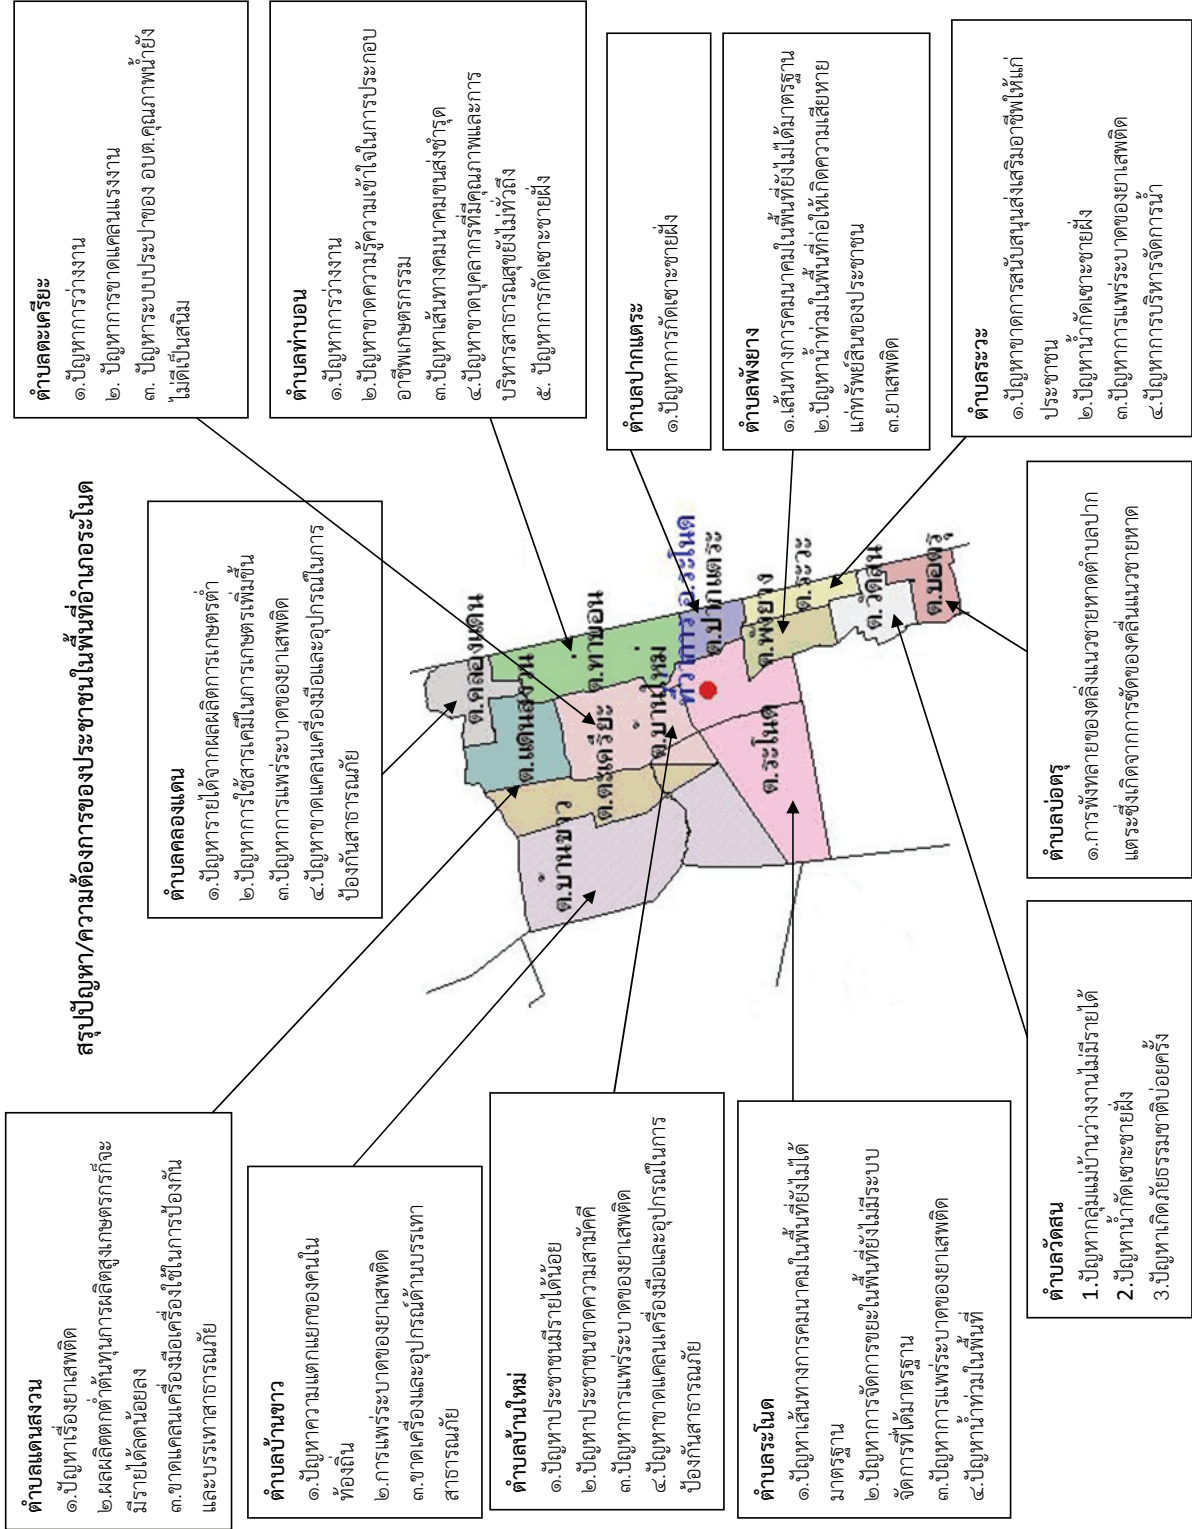 สรุปปัญหา/ความต้องการของประชาชนในพื้นที่อำเภอระโนด
ตำบลแดนสงวน
๑.ปัญหาเรื่องยาเสพติด
๒.ผลผลิตตกต่ำต้นทุนการผลิตสูงเกษตรกรก็จะ
มีรายได้ลดน้อยลง
๓.ขาดแคลนเครื่องมือเครื่องใช้ในการป้องกัน
และบรรเทาสาธารณภัย
ตำบลบ้านขาว
๑.ปัญหาความแตกแยกของคนใน
ท้องถิ่น
๒.การแพร่ระบาดของยาเสพติด
๓.ขาดเครื่องและอุปกรณ์ด้านบรรเทา
สาธารณภัย
ตำบลบ้านใหม่
๑.ปัญหาประชาชนมีรายได้น้อย
๒.ปัญหาประชาชนขาดความสามัคคี
๓.ปัญหาการแพร่ระบาดของยาเสพติด
๔.ปัญหาขาดแคลนเครื่องมือและอุปกรณ์ในการ
ป้องกันสาธารณภัย
ตำบลระโนด
๑.ปัญหาเส้นทางการคมนาคมในพื้นที่ยังไม่ได้
มาตรฐาน
๒.ปัญหาการจัดการขยะในพื้นที่ยังไม่มีระบบ
จัดการที่ได้มาตรฐาน
๓.ปัญหาการแพร่ระบาดของยาเสพติด
๔.ปัญหาน้ำท่วมในพื้นที่
ตำบลวัดสน
1.ปัญหากลุ่มแม่บ้านว่างงานไม่มีรายได้
2.ปัญหาน้ำกัดเซาะชายฝั่ง
3.ปัญหาเกิดภัยธรรมชาติบ่อยครั้ง
ตำบลคลองแดน
๑.ปัญหารายได้จากผลผลิตการเกษตรต่ำ
๒.ปัญหาการใช้สารเคมีในการเกษตรเพิ่มขึ้น
๓.ปัญหาการแพร่ระบาดของยาเสพติด
๔.ปัญหาขาดแคลนเครื่องมือและอุปกรณ์ในการ
ป้องกันสาธารณภัย
ต.คลองแดน
ต.แดนสงวน
ต.บ้านขาว
ต.ตะเครียะ
ต.ท่าบอน
ต.บ้านใหม่
ที่ว่าการ อ.ระโนด
ต.ปากแตระ
ต.ระโนด
ต.พังยาง
ต.ระวะ
ต.วัดสน
ต.บ่อตรุ
ตำบลบ่อตรุ
๑.การพังทลายของตลิ่งแนวชายหาดตำบลปาก
แตระซึ่งเกิดจากการซัดของคลื่นแนวชายหาด
ตำบลตะเครียะ
๑.ปัญหาการว่างงาน
๒. ปัญหาการขาดแคลนแรงงาน
๓. ปัญหาระบบประปาของ อบต.คุณภาพน้ำยัง
ไม่ดีเป็นสนิม
ตำบลท่าบอน
๑.ปัญหาการว่างงาน
๒.ปัญหาขาดความรู้ความเข้าใจในการประกอบ
อาชีพเกษตรกรรม
๓.ปัญหาเส้นทางคมนาคมขนส่งชำรุด
๔.ปัญหาขาดบุคลากรที่มีคุณภาพและการ
บริหารสาธารณสุขยังไม่ทั่วถึง
๕. ปัญหาการกัดเซาะชายฝั่ง
ตำบลปากแตระ
๑.ปัญหาการกัดเซาะชายฝั่ง
ตำบลพังยาง
๑.เส้นทางการคมนาคมในพื้นที่ยังไม่ได้มาตรฐาน
๒.ปัญหาน้ำท่วมในพื้นที่ก่อให้เกิดความเสียหาย
แก่ทรัพย์สินของประชาชน
๓.ยาเสพติด
ตำบลระวะ
๑.ปัญหาขาดการสนับสนุนส่งเสริมอาชีพให้แก่
ประชาชน
๒.ปัญหาน้ำกัดเซาะชายฝั่ง
๓.ปัญหาการแพร่ระบาดของยาเสพติด
๔.ปัญหาการบริหารจัดการน้ำ